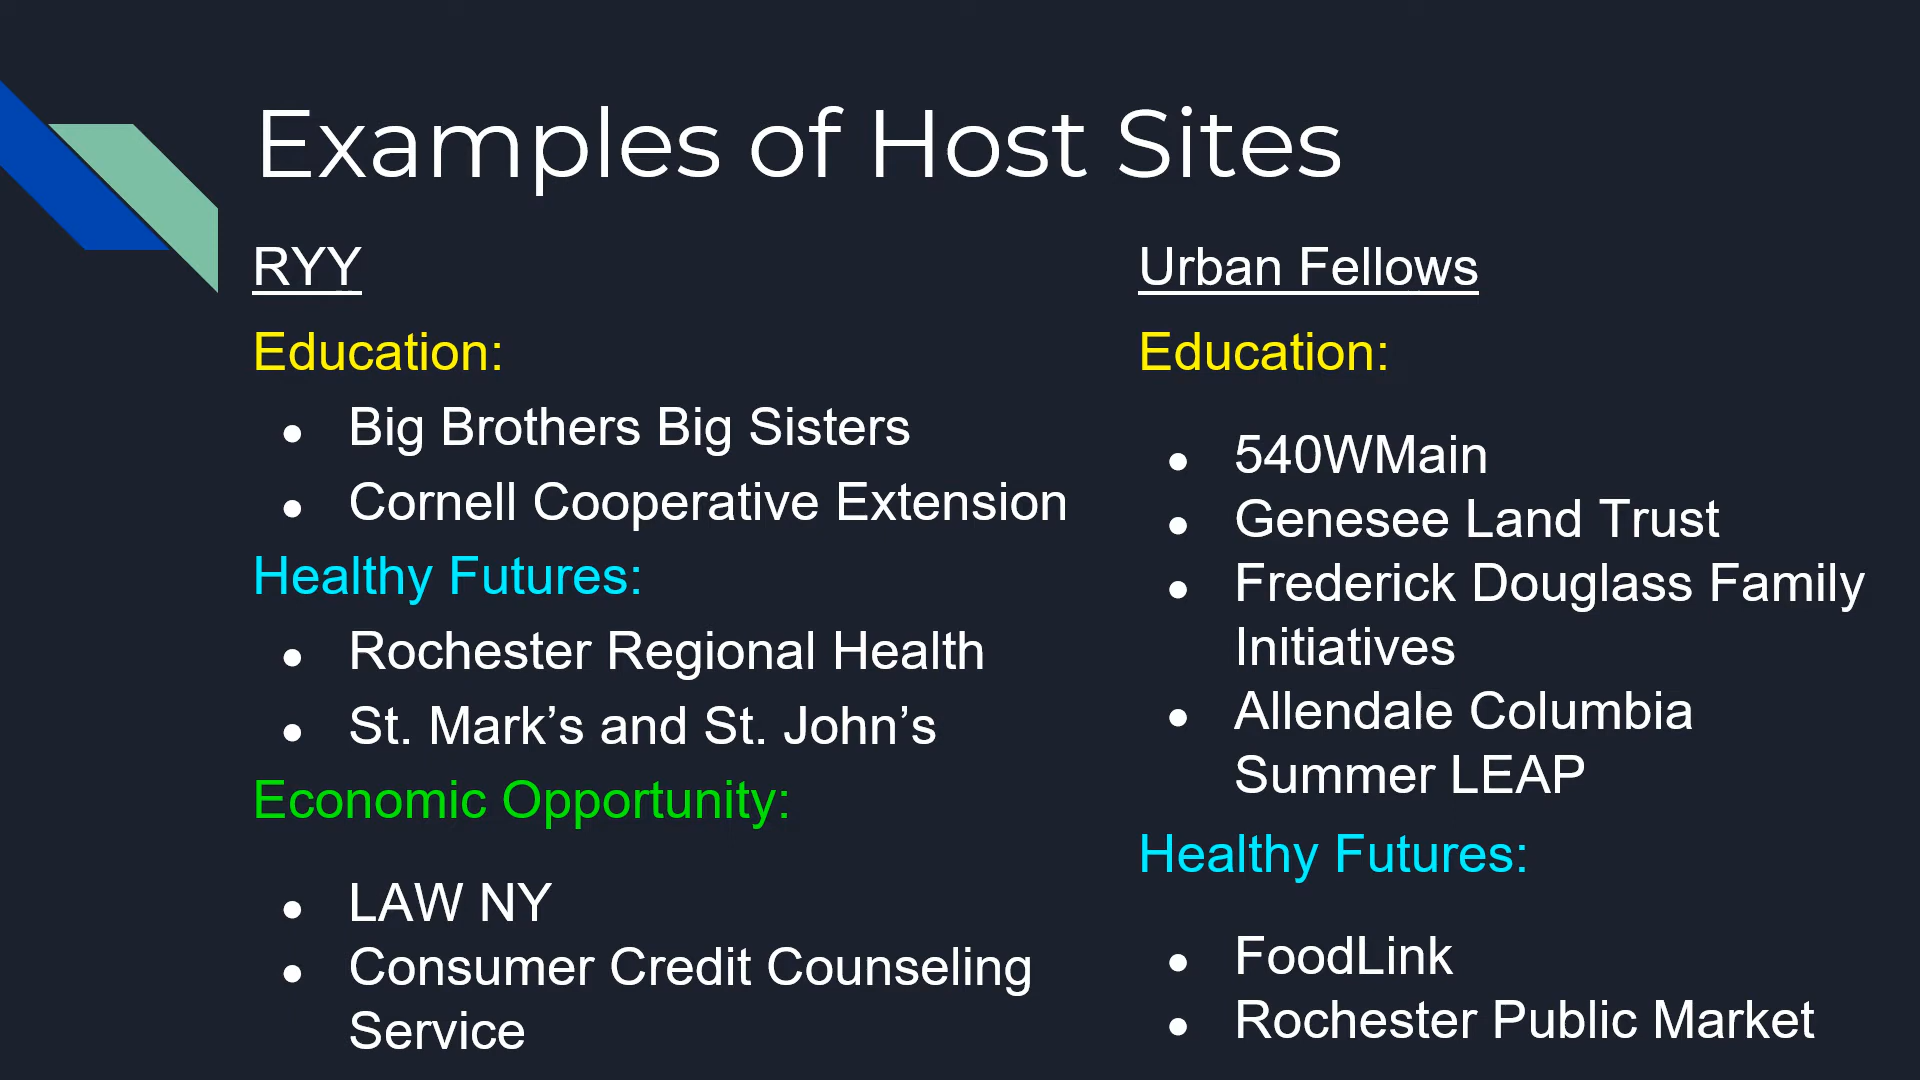 Examples of Host Sites
RYY
Education:
● Big Brothers Big Sisters
● Cornell Cooperative Extension
Healthy Futures:
● Rochester Regional Health
● St. Mark’s and St. John’s
Economic Opportunity:
● LAW NY
● Consumer Credit Counseling
Service
Urban Fellows
Education:
● 540WMain
● Genesee Land Trust
● Frederick Douglass Family
Initiatives
● Allendale Columbia
Summer LEAP
Healthy Futures:
● FoodLink
● Rochester Public Market